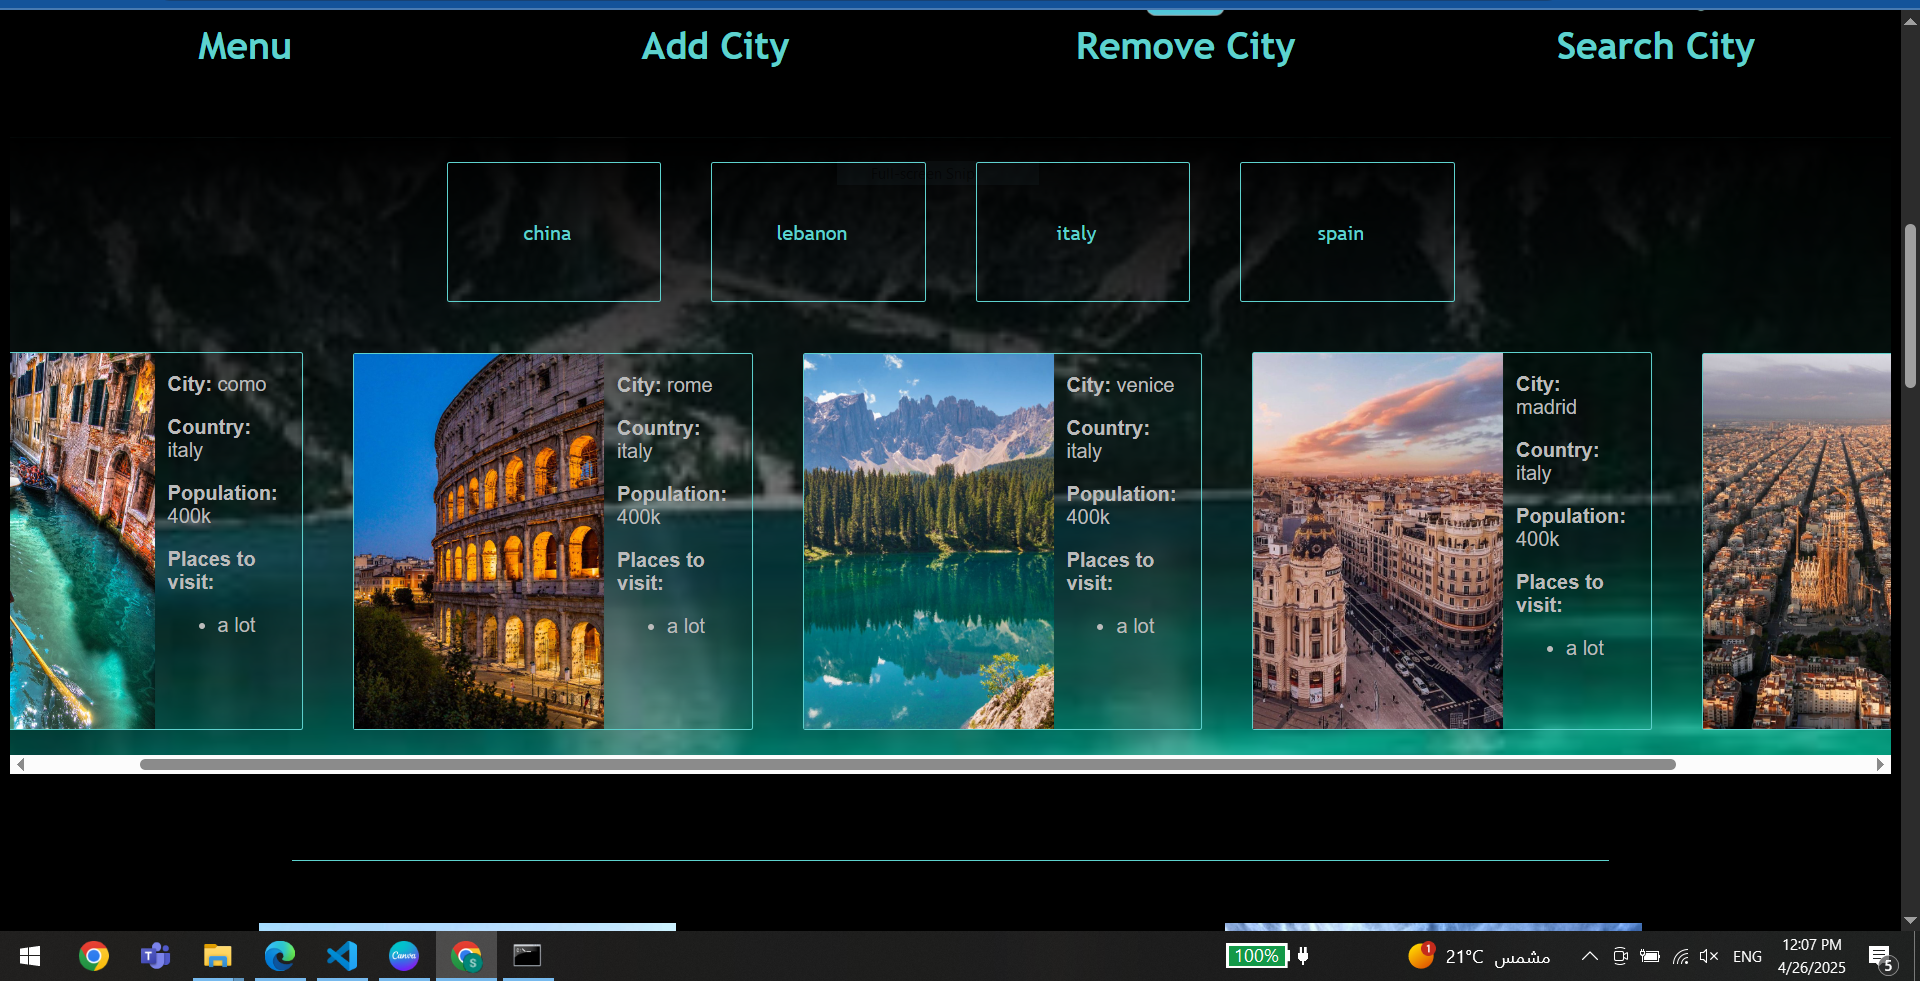 Menu
Add City
Remove City
Search City
china
lebanon
italy
spain
City: como
Country:
italy
Population:
400k
Places to
visit:
• a lot
City: rome
Country:
italy
Population:
400k
Places to
visit:
• a lot
City: venice
Country:
italy
Population:
400k
Places to
visit:
• a lot
City:
madrid
Country:
italy
Population:
400k
Places to
visit:
• a lot
Canva
100%
1
21°C مشمس
ENG
12:07 PM
4/26/2025
5